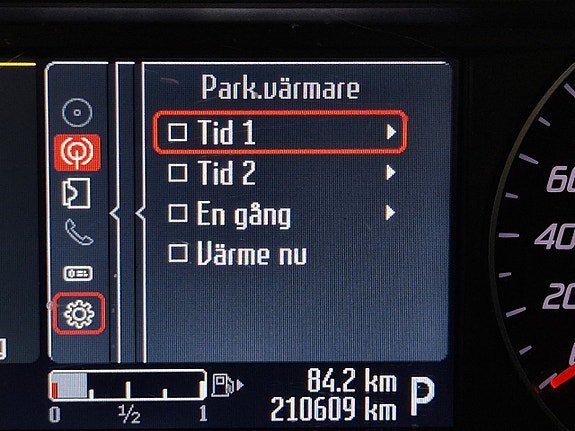 Park.värmare
Tid 1
Tid 2
En gång
Värme nu
0 ½ 1
84.2 km
210609 km
P
40